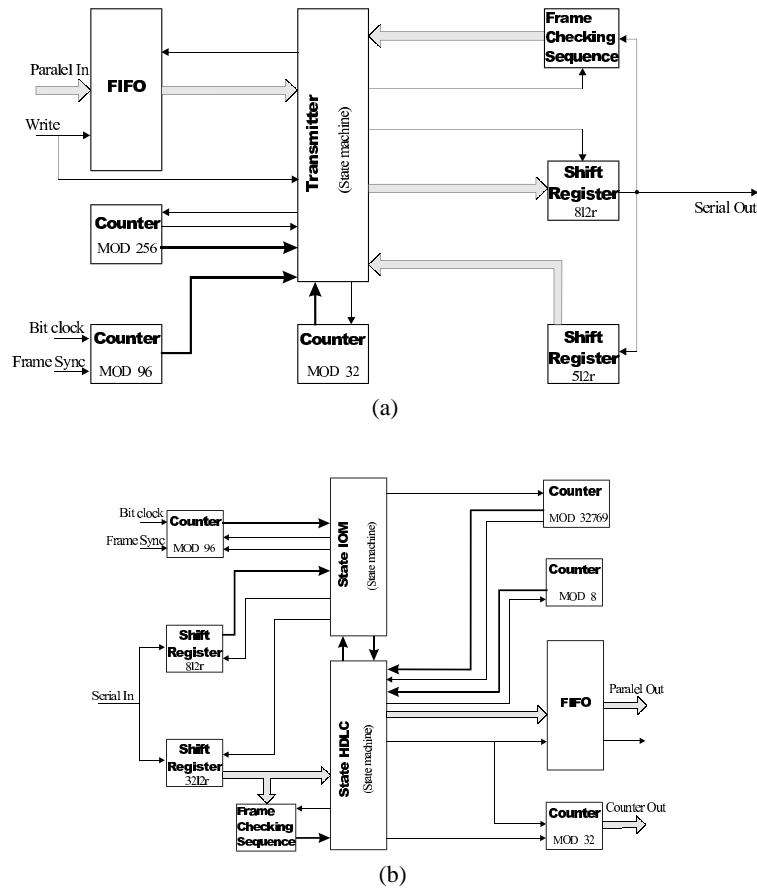 Frame
Checking
Sequence
Paralel In
FIFO
Write
Transmitter
(State machine)
Shift
Register
8l2r
Serial Out
Counter
MOD 256
Bit clock
Frame Sync
Counter
MOD 96
Counter
MOD 32
Shift
Register
5l2r
(a)
Bit clock
Frame Sync
Counter
MOD 96
State IOM
(State machine)
Counter
MOD 32769
Counter
MOD 8
Shift
Register
8l2r
Serial In
Shift
Register
32l2r
State HDLC
(State machine)
FIFO
Paralel Out
Frame
Checking
Sequence
Counter
MOD 32
Counter Out
(b)